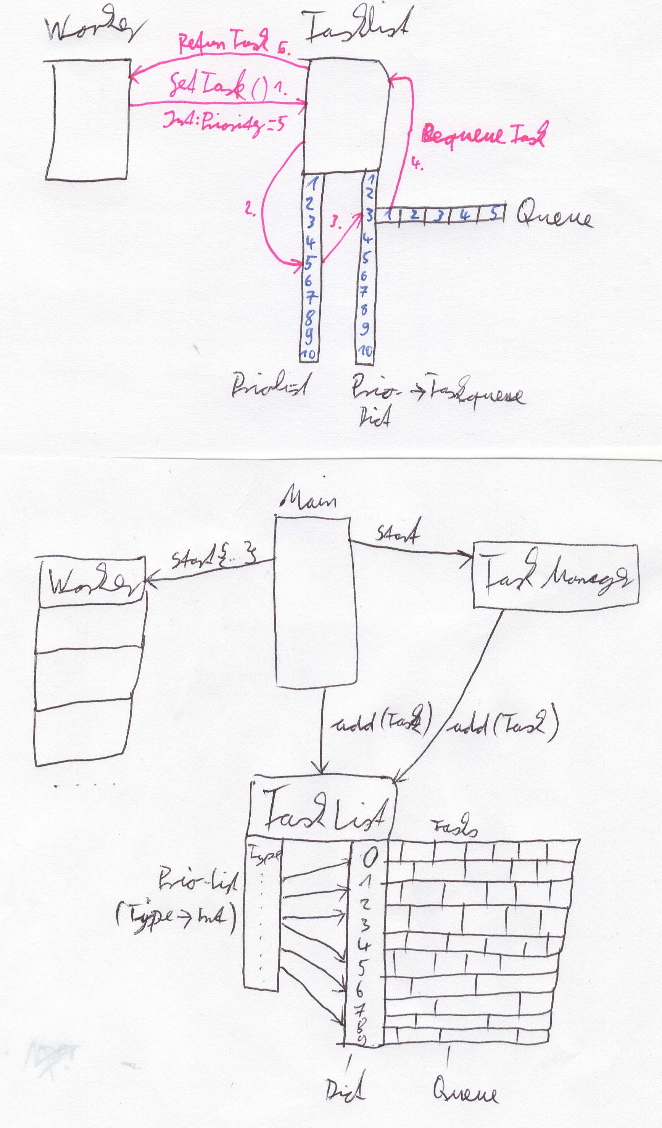 Worker
Tasklist
Return Task 5.
getTask() 1.
Int:Priority=5
Dequeue Task
4.
2.
3.
1
2
3
4
5
6
7
8
9
10
1
2
3
4
5
6
7
8
9
10
1 2 3 4 5
Queue
Priolist
Prio- → Taskqueue
Dict
Main
start{...}
start
Worker
Task Manager
.....
add(Task)
add(Task)
TaskList
Tasks
Type
Prio-list
(Type → Int)
0
1
2
3
4
5
6
7
8
9
Dict
Queue